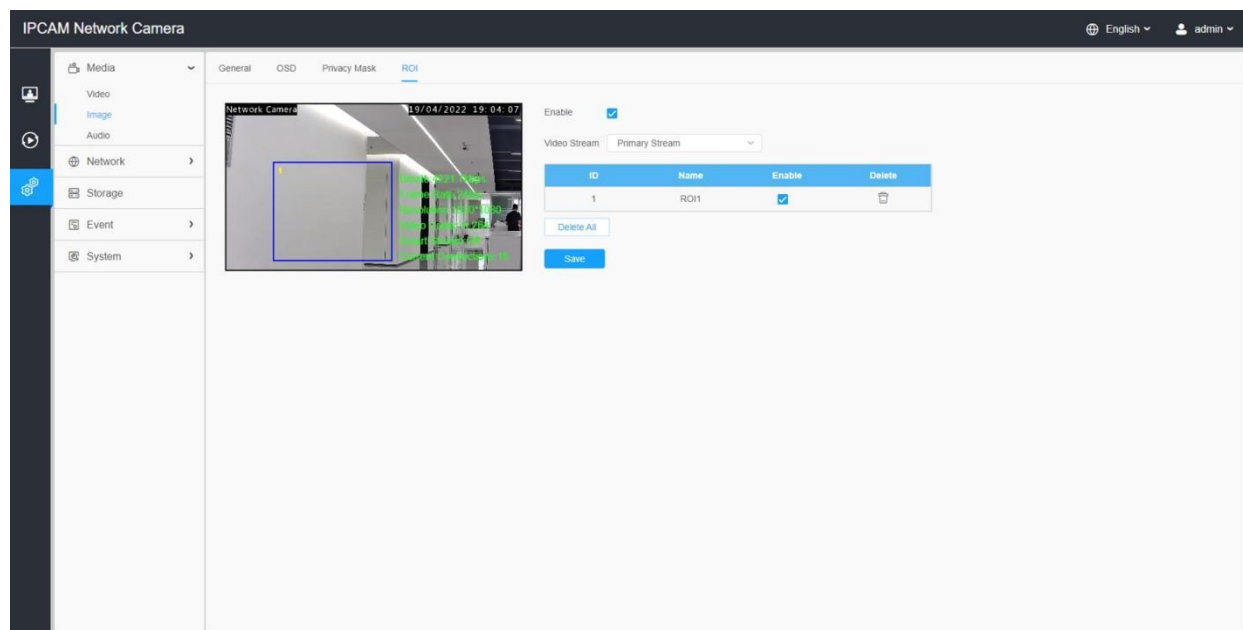 IPCAM Network Camera
English
admin
Media
General OSD Privacy Mask ROI
Video
Image
Audio
Network
Storage
Event
System
Network Camera 19/04/2022 19:04:07
1
Enable
Video Stream Primary Stream
ID Name Enable Delete
1 ROI1
Delete All
Save